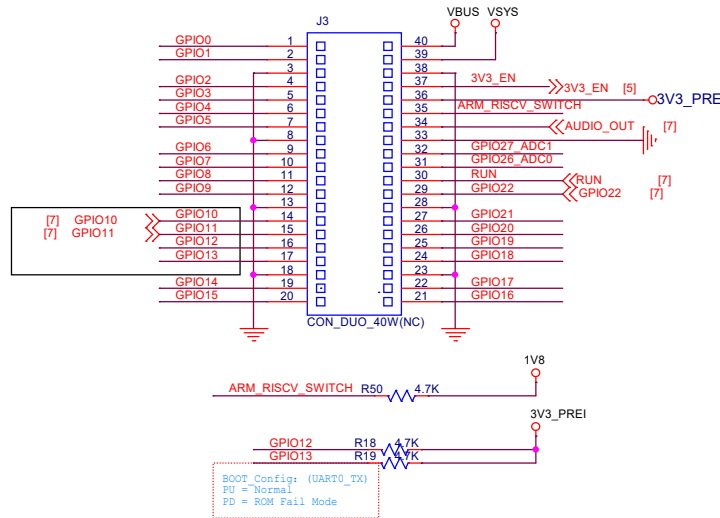 VBUS VSYS
J3
GPIO0 1 40
GPIO1 2 39
3 38
GPIO2 4 37 3V3_EN 3V3_EN [5]
GPIO3 5 36 3V3_PREI
GPIO4 6 35 ARM_RISCV_SWITCH
GPIO5 7 34 AUDIO_OUT [7]
8 33
GPIO6 9 32 GPIO27_ADC1
GPIO7 10 31 GPIO26_ADC0
GPIO8 11 30 RUN RUN [7]
GPIO9 12 29 GPIO22 GPIO22 [7]
13 28
[7] GPIO10 GPIO10 14 27 GPIO21
[7] GPIO11 GPIO11 15 26 GPIO20
GPIO12 16 25 GPIO19
GPIO13 17 24 GPIO18
18 23
GPIO14 19 22 GPIO17
GPIO15 20 21 GPIO16
CON_DUO_40W(NC)
1V8
ARM_RISCV_SWITCH R50 4.7K
3V3_PREI
GPIO12 R18 4.7K
GPIO13 R19 4.7K
BOOT_Config: (UART0_TX)
PU = Normal
PD = ROM Fail Mode